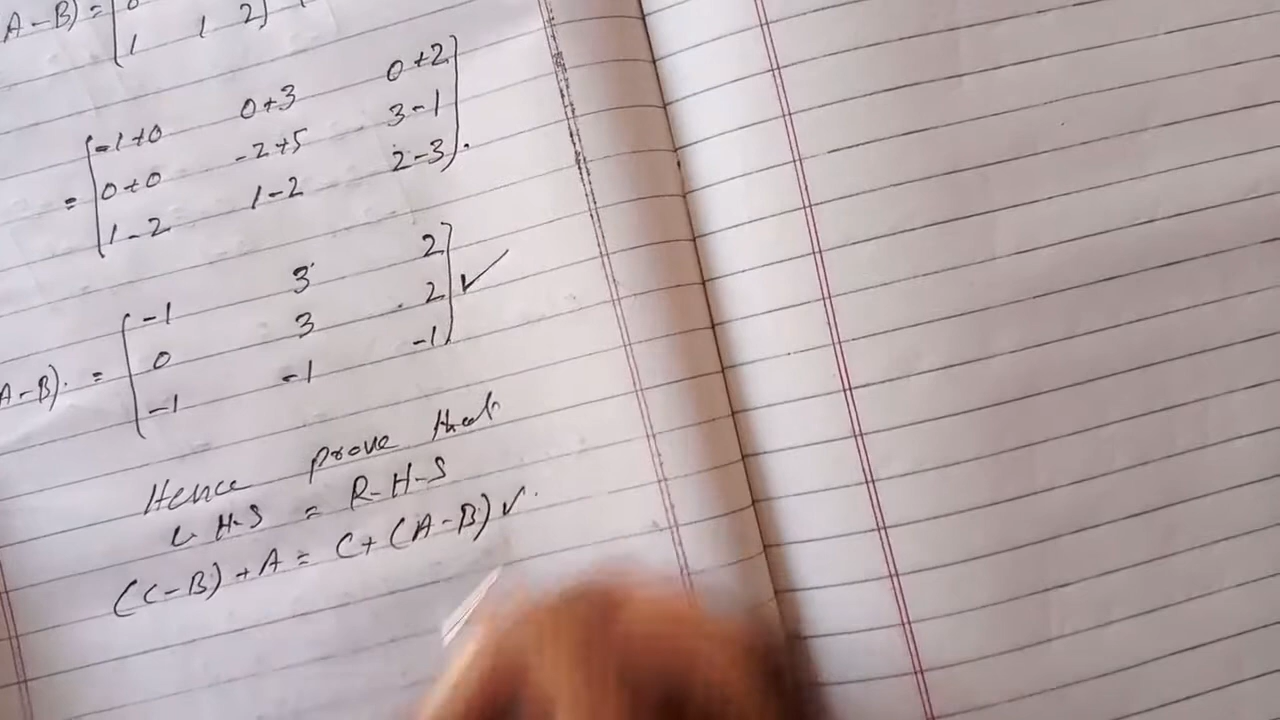 A-B) = [0
1 1 2]
= [-1+0 0+3 0+2
0+0 -2+5 3-1
1-2 1-2 2-3].
A-B). = [-1 3 2
0 3 2
-1 -1 -1] ✓
Hence prove that
L.H-S = R-H-S
(C-B)+A = C+(A-B) ✓.